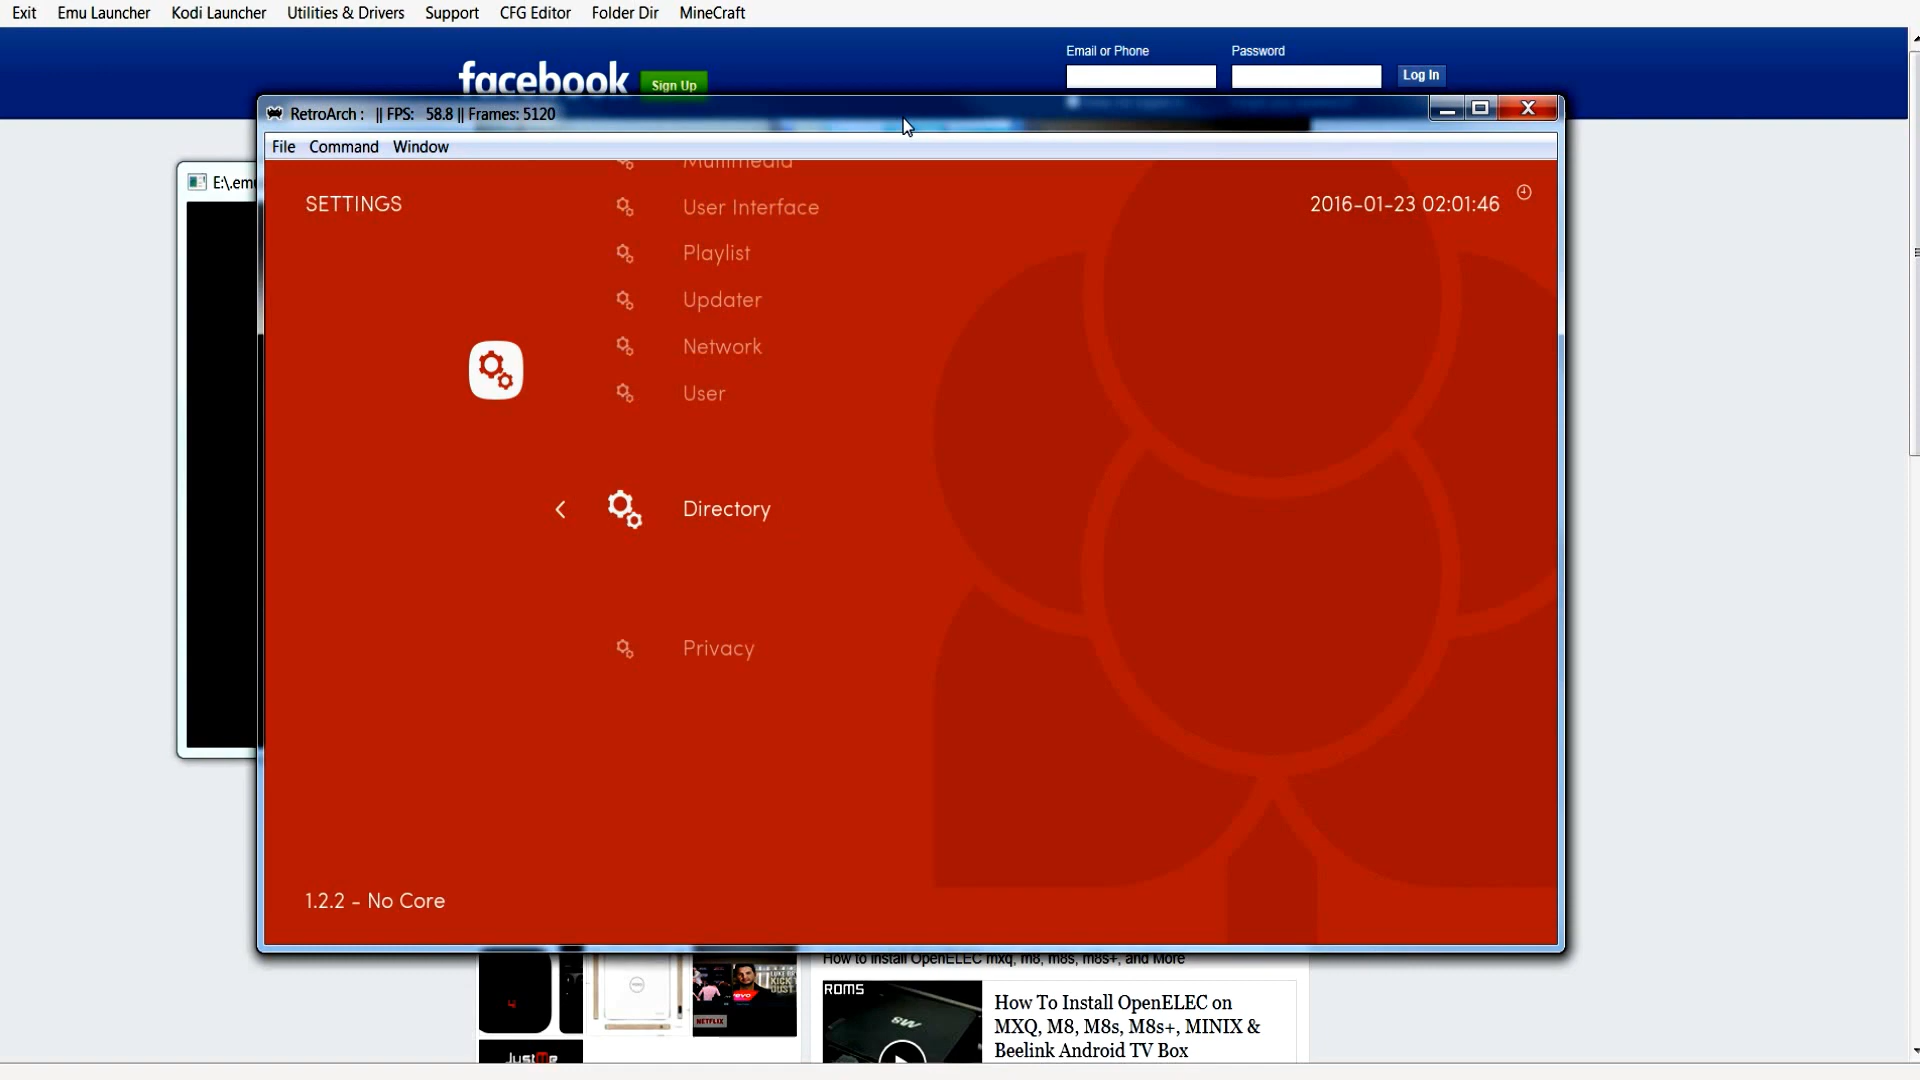 Exit Emu Launcher Kodi Launcher Utilities & Drivers Support CFG Editor Folder Dir MineCraft
Email or Phone Password
facebook Sign Up Log In
RetroArch : || FPS: 58.8 || Frames: 5120
File Command Window
E:\.emu
Multimedia
SETTINGS
User Interface
2016-01-23 02:01:46
Playlist
Updater
Network
User
Directory
Privacy
1.2.2 - No Core
How to install OpenELEC mxq, m8, m8s, m8s+, and More
ROMS
How To Install OpenELEC on
MXQ, M8, M8s, M8s+, MINIX &
Beelink Android TV Box
NETFLIX
JustMe